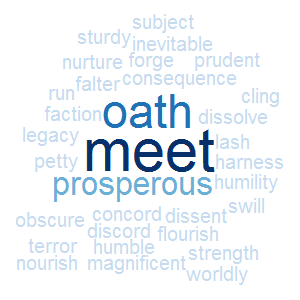 subject
sturdy inevitable
nurture forge prudent
falter consequence
run cling
faction oath dissolve
legacy meet lash
petty harness
prosperous humility
swill
obscure concord dissent
discord flourish
terror humble strength
nourish magnificent
worldly